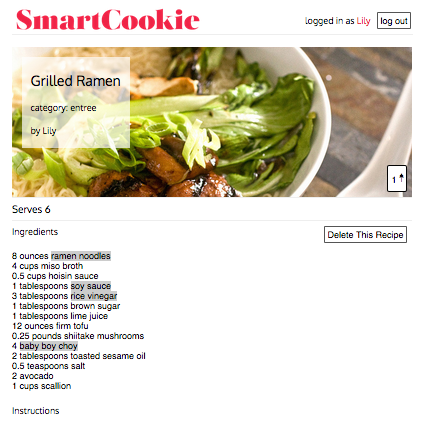 SmartCookie
logged in as Lily log out
Grilled Ramen
category: entree
by Lily
1
Serves 6
Ingredients
Delete This Recipe
8 ounces ramen noodles
4 cups miso broth
0.5 cups hoisin sauce
1 tablespoons soy sauce
3 tablespoons rice vinegar
1 tablespoons brown sugar
1 tablespoons lime juice
12 ounces firm tofu
0.25 pounds shiitake mushrooms
4 baby boy choy
2 tablespoons toasted sesame oil
0.5 teaspoons salt
2 avocado
1 cups scallion
Instructions